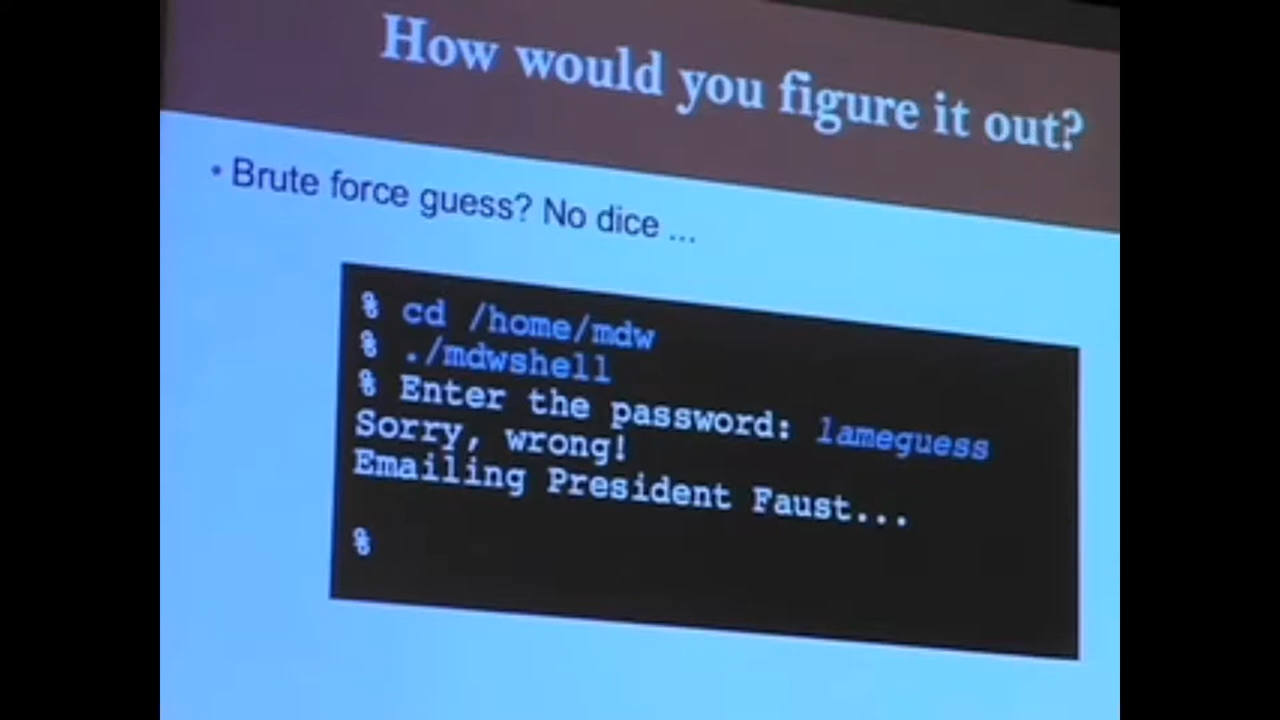 How would you figure it out?
• Brute force guess? No dice ...
% cd /home/mdw
% ./mdwshell
% Enter the password: lameguess
Sorry, wrong!
Emailing President Faust...
%